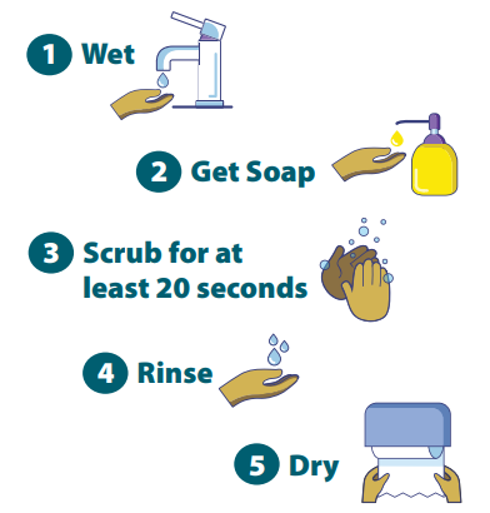 1 Wet
2 Get Soap
3 Scrub for at
least 20 seconds
4 Rinse
5 Dry